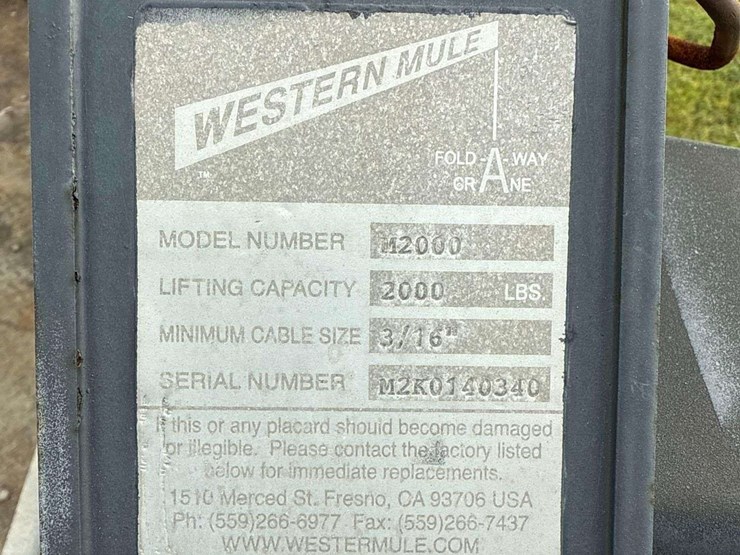 WESTERN MULE
TM
FOLD-A-WAY
CRANE
MODEL NUMBER M2000
LIFTING CAPACITY 2000 LBS.
MINIMUM CABLE SIZE 3/16"
SERIAL NUMBER M2K0140340
If this or any placard should become damaged
or illegible. Please contact the factory listed
below for immediate replacements.
1510 Merced St. Fresno, CA 93706 USA
Ph: (559)266-6977 Fax: (559)266-7437
WWW.WESTERMULE.COM